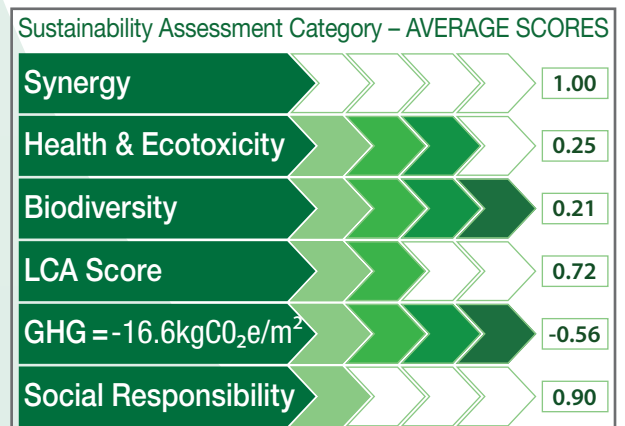 Sustainability Assessment Category – AVERAGE SCORES
Synergy 1.00
Health & Ecotoxicity 0.25
Biodiversity 0.21
LCA Score 0.72
GHG = -16.6kgC0₂e/m² -0.56
Social Responsibility 0.90